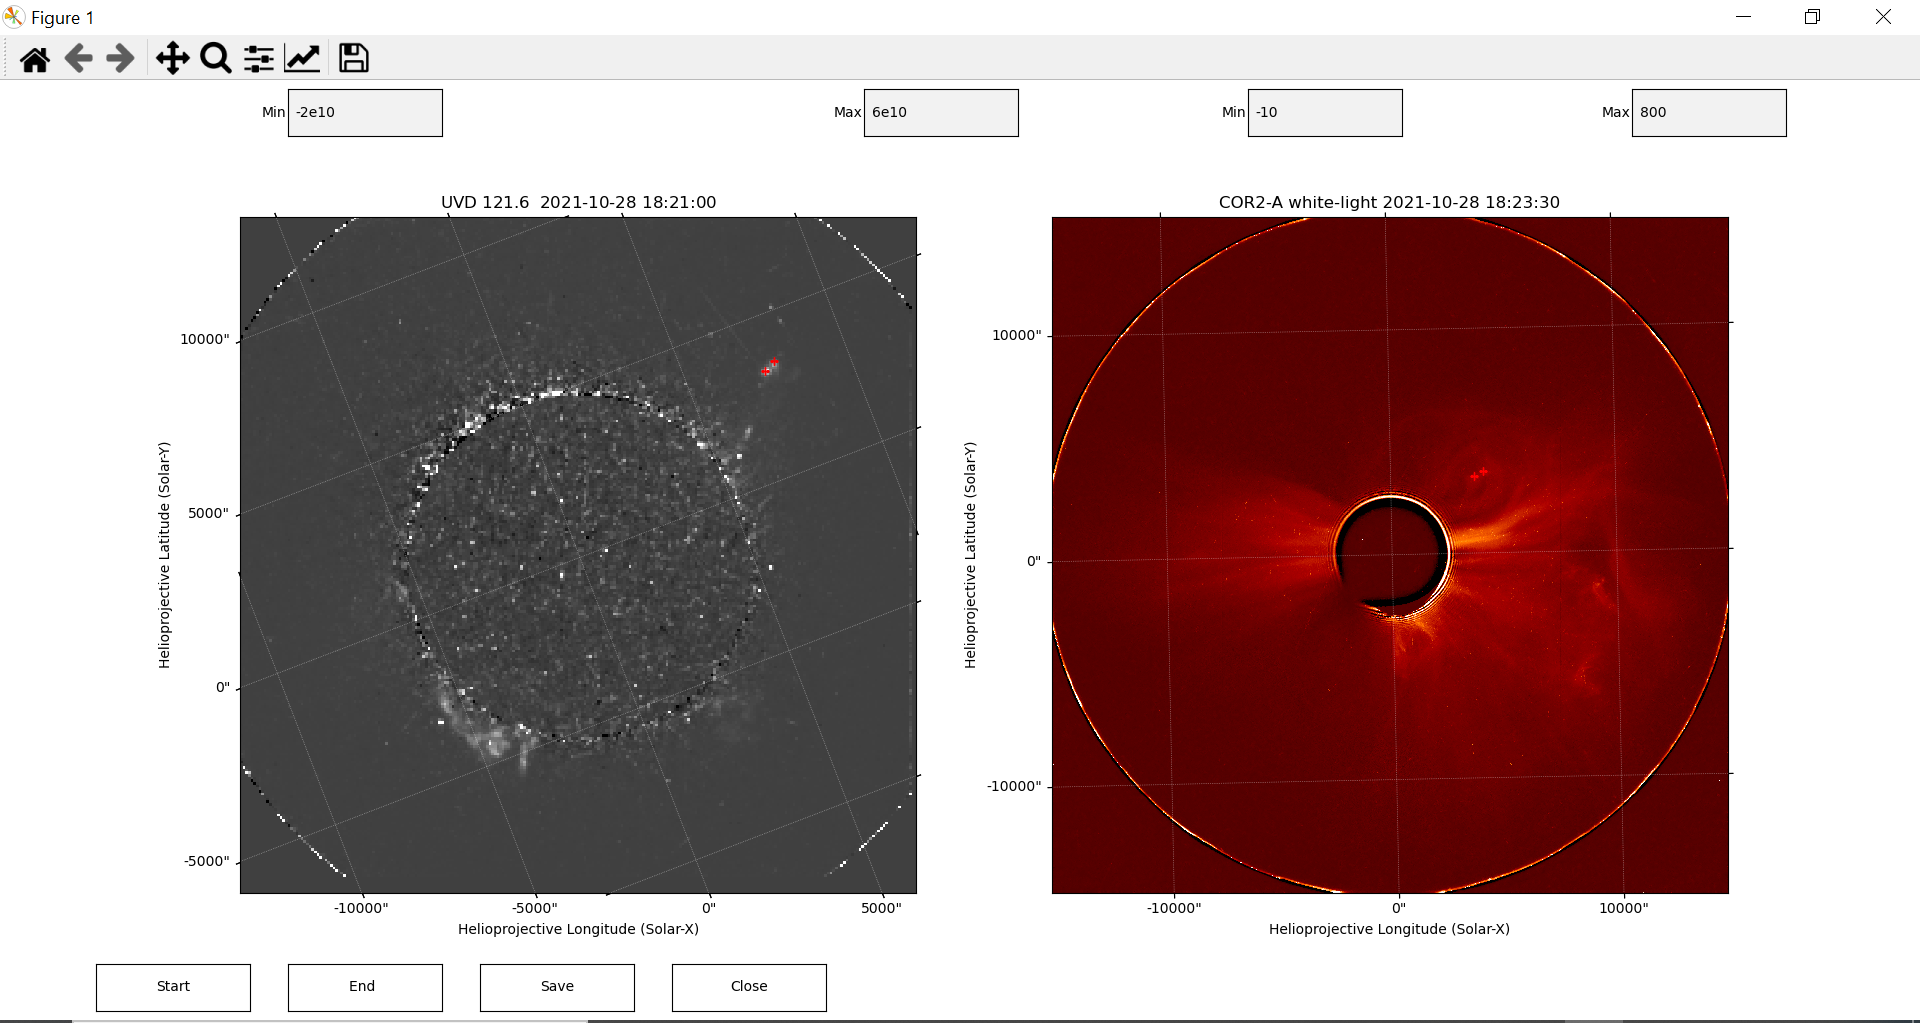 Figure 1
Min -2e10 Max 6e10 Min -10 Max 800
UVD 121.6 2021-10-28 18:21:00
10000"
5000"
0"
-5000"
Helioprojective Latitude (Solar-Y)
-10000" -5000" 0" 5000"
Helioprojective Longitude (Solar-X)
COR2-A white-light 2021-10-28 18:23:30
10000"
0"
-10000"
Helioprojective Latitude (Solar-Y)
-10000" 0" 10000"
Helioprojective Longitude (Solar-X)
Start End Save Close